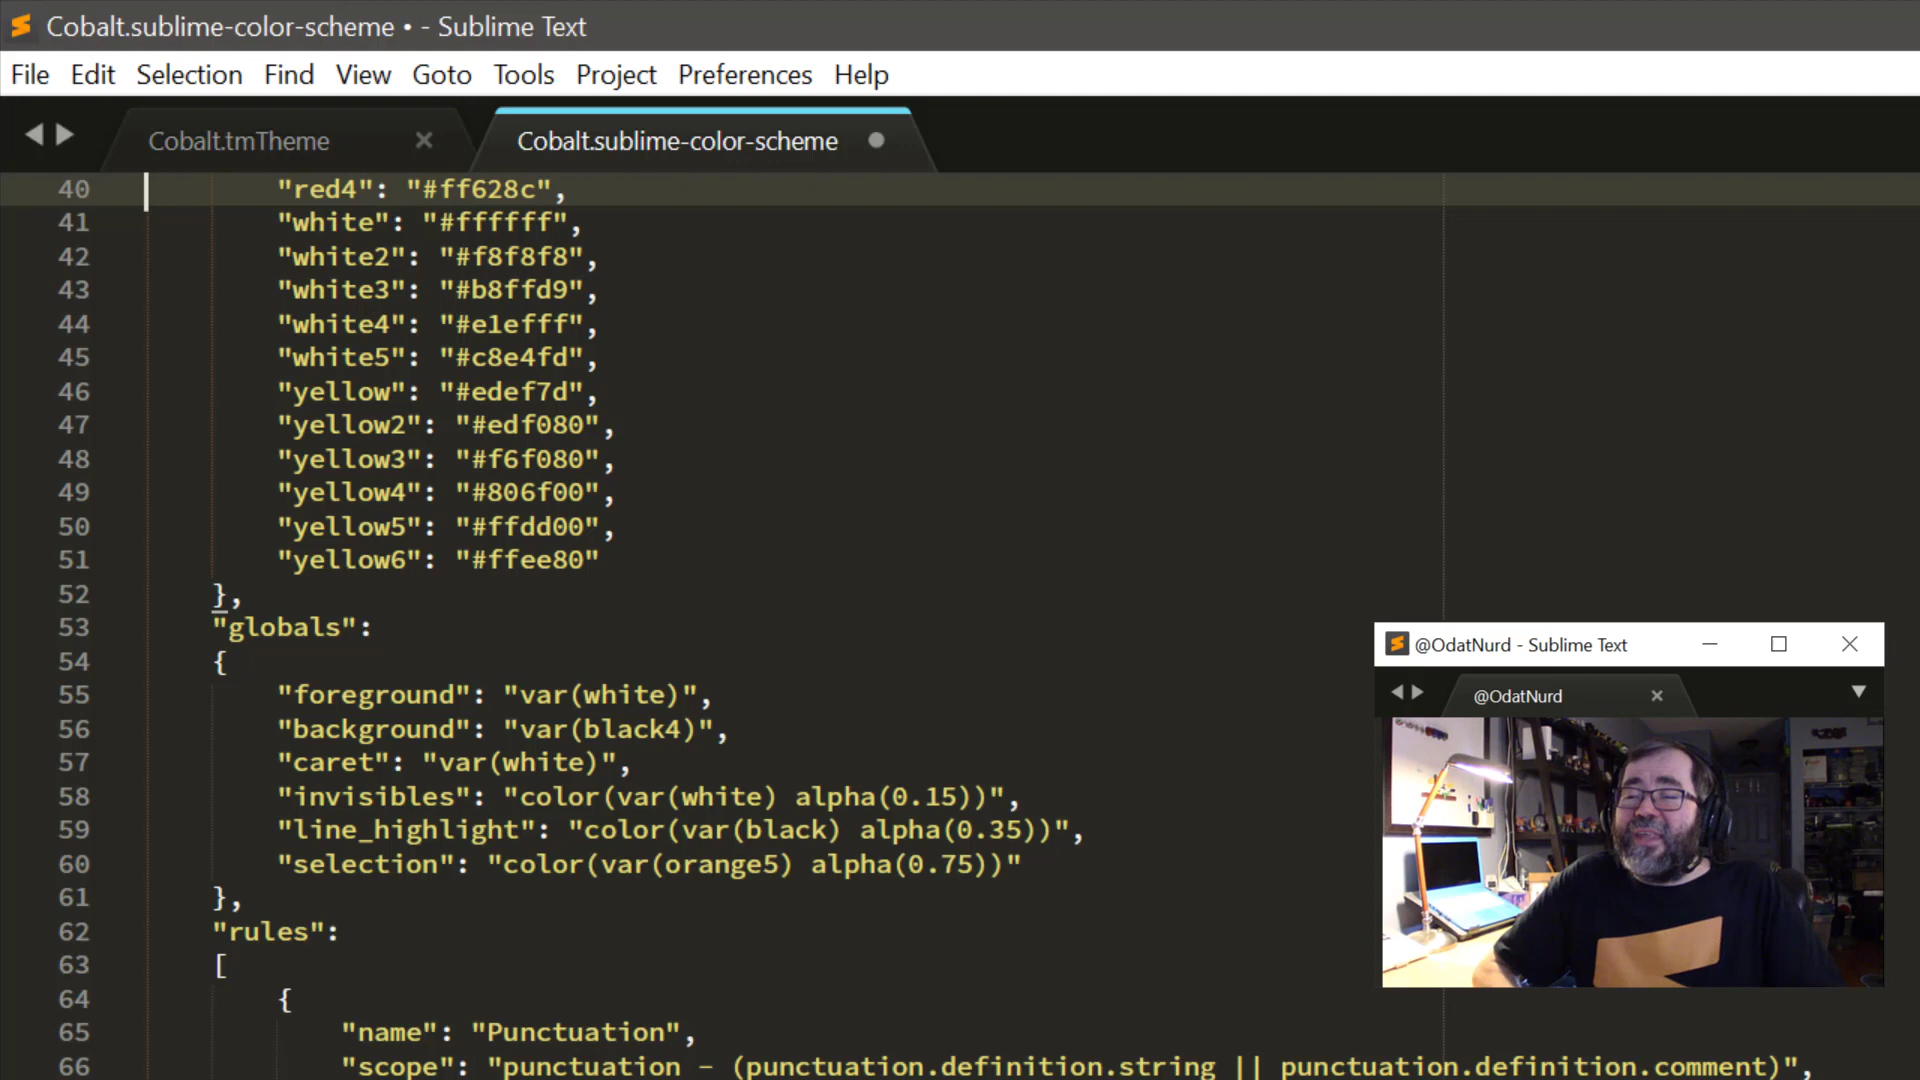 Cobalt.sublime-color-scheme • - Sublime Text
File Edit Selection Find View Goto Tools Project Preferences Help
Cobalt.tmTheme
Cobalt.sublime-color-scheme
40 "red4": "#ff628c",
41 "white": "#ffffff",
42 "white2": "#f8f8f8",
43 "white3": "#b8ffd9",
44 "white4": "#e1efff",
45 "white5": "#c8e4fd",
46 "yellow": "#edef7d",
47 "yellow2": "#edf080",
48 "yellow3": "#f6f080",
49 "yellow4": "#806f00",
50 "yellow5": "#ffdd00",
51 "yellow6": "#ffee80"
52 },
53 "globals":
54 {
55 "foreground": "var(white)",
56 "background": "var(black4)",
57 "caret": "var(white)",
58 "invisibles": "color(var(white) alpha(0.15))",
59 "line_highlight": "color(var(black) alpha(0.35))",
60 "selection": "color(var(orange5) alpha(0.75))"
61 },
62 "rules":
63 [
64 {
65 "name": "Punctuation",
66 "scope": "punctuation - (punctuation.definition.string || punctuation.definition.comment)",
@OdatNurd - Sublime Text
@OdatNurd